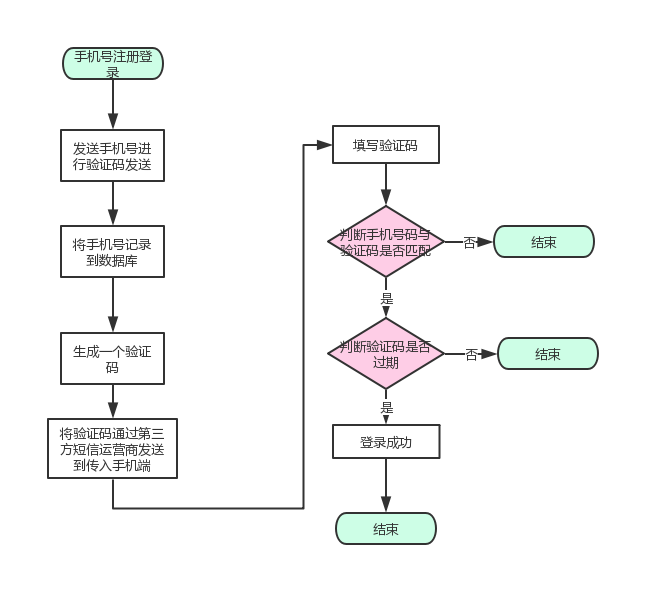 手机号注册登
录
发送手机号进
行验证码发送
将手机号记录
到数据库
生成一个验证
码
将验证码通过第三
方短信运营商发送
到传入手机端
填写验证码
判断手机号码与
验证码是否匹配
否
结束
是
判断验证码是否
过期
否
结束
是
登录成功
结束